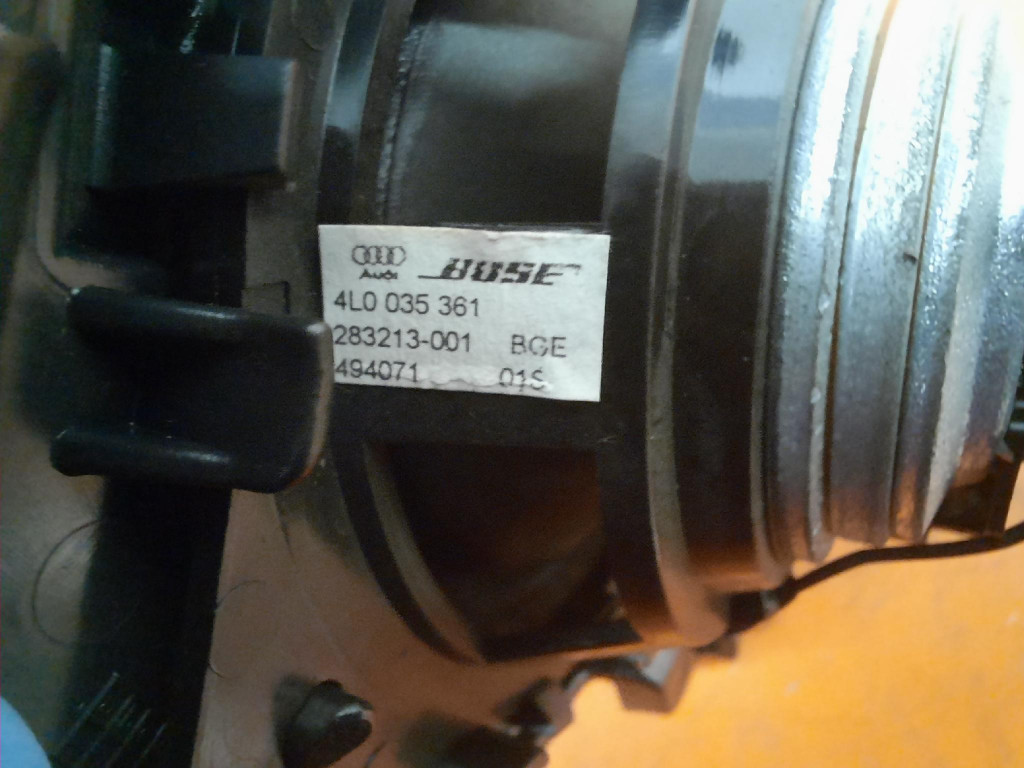 Audi BOSE
4L0 035 361
283213-001 BGE
494071 01S